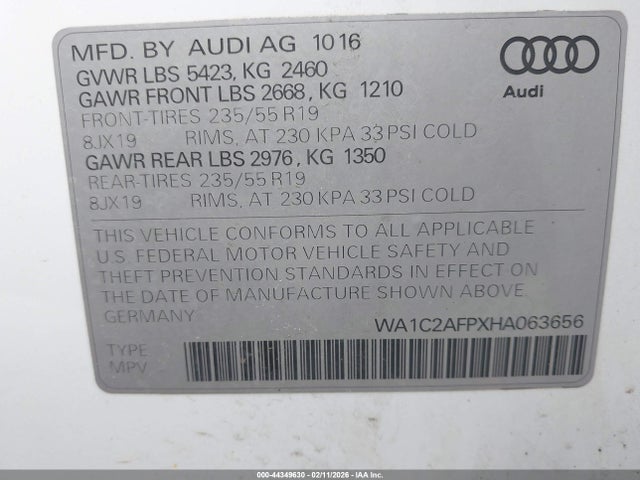 MFD. BY AUDI AG 10 16
GVWR LBS 5423, KG 2460
GAWR FRONT LBS 2668, KG 1210
FRONT-TIRES 235/55 R19
8JX19 RIMS, AT 230 KPA 33 PSI COLD
GAWR REAR LBS 2976, KG 1350
REAR-TIRES 235/55 R19
8JX19 RIMS, AT 230 KPA 33 PSI COLD
Audi
THIS VEHICLE CONFORMS TO ALL APPLICABLE
U.S. FEDERAL MOTOR VEHICLE SAFETY AND
THEFT PREVENTION STANDARDS IN EFFECT ON
THE DATE OF MANUFACTURE SHOWN ABOVE.
GERMANY
WA1C2AFPXHA063656
TYPE
MPV
000-44349630 - 02/11/2026 - IAA Inc.